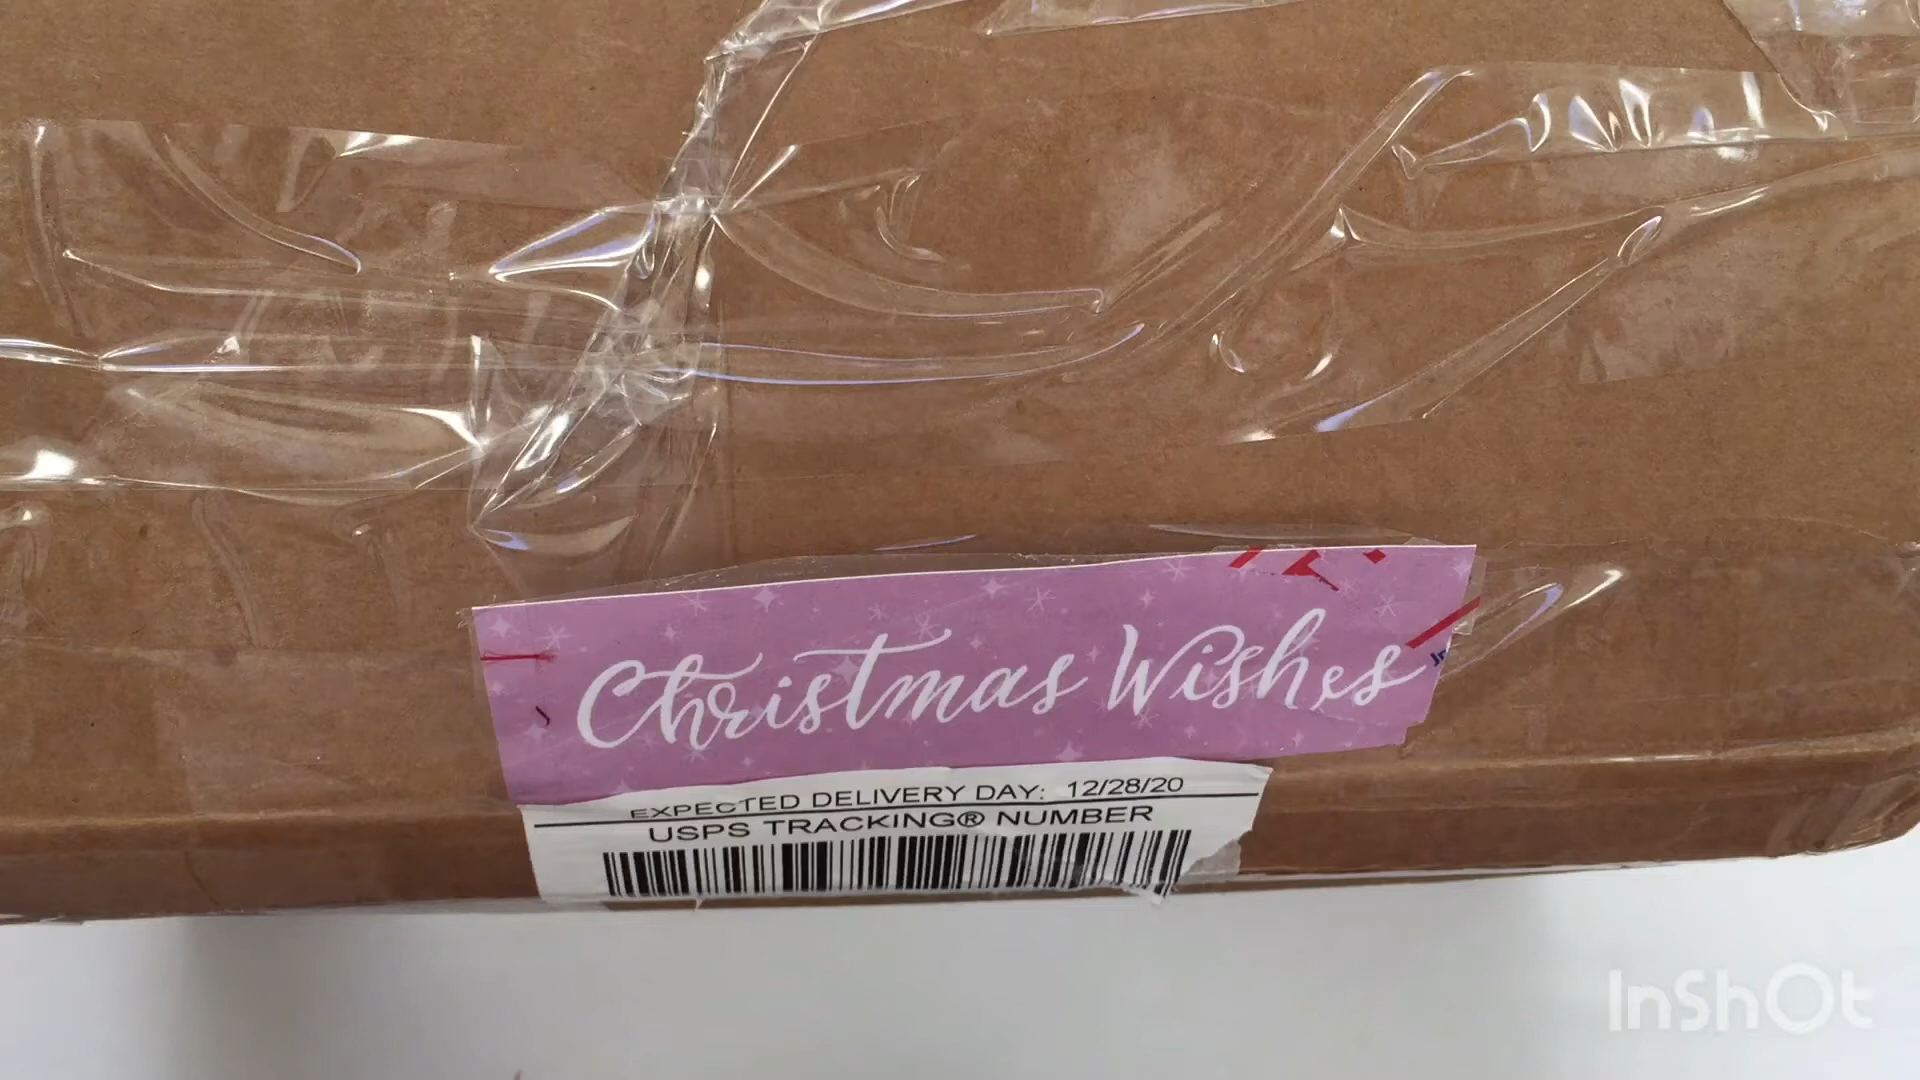 Christmas Wishes
EXPECTED DELIVERY DAY: 12/28/20
USPS TRACKING® NUMBER
InShOt